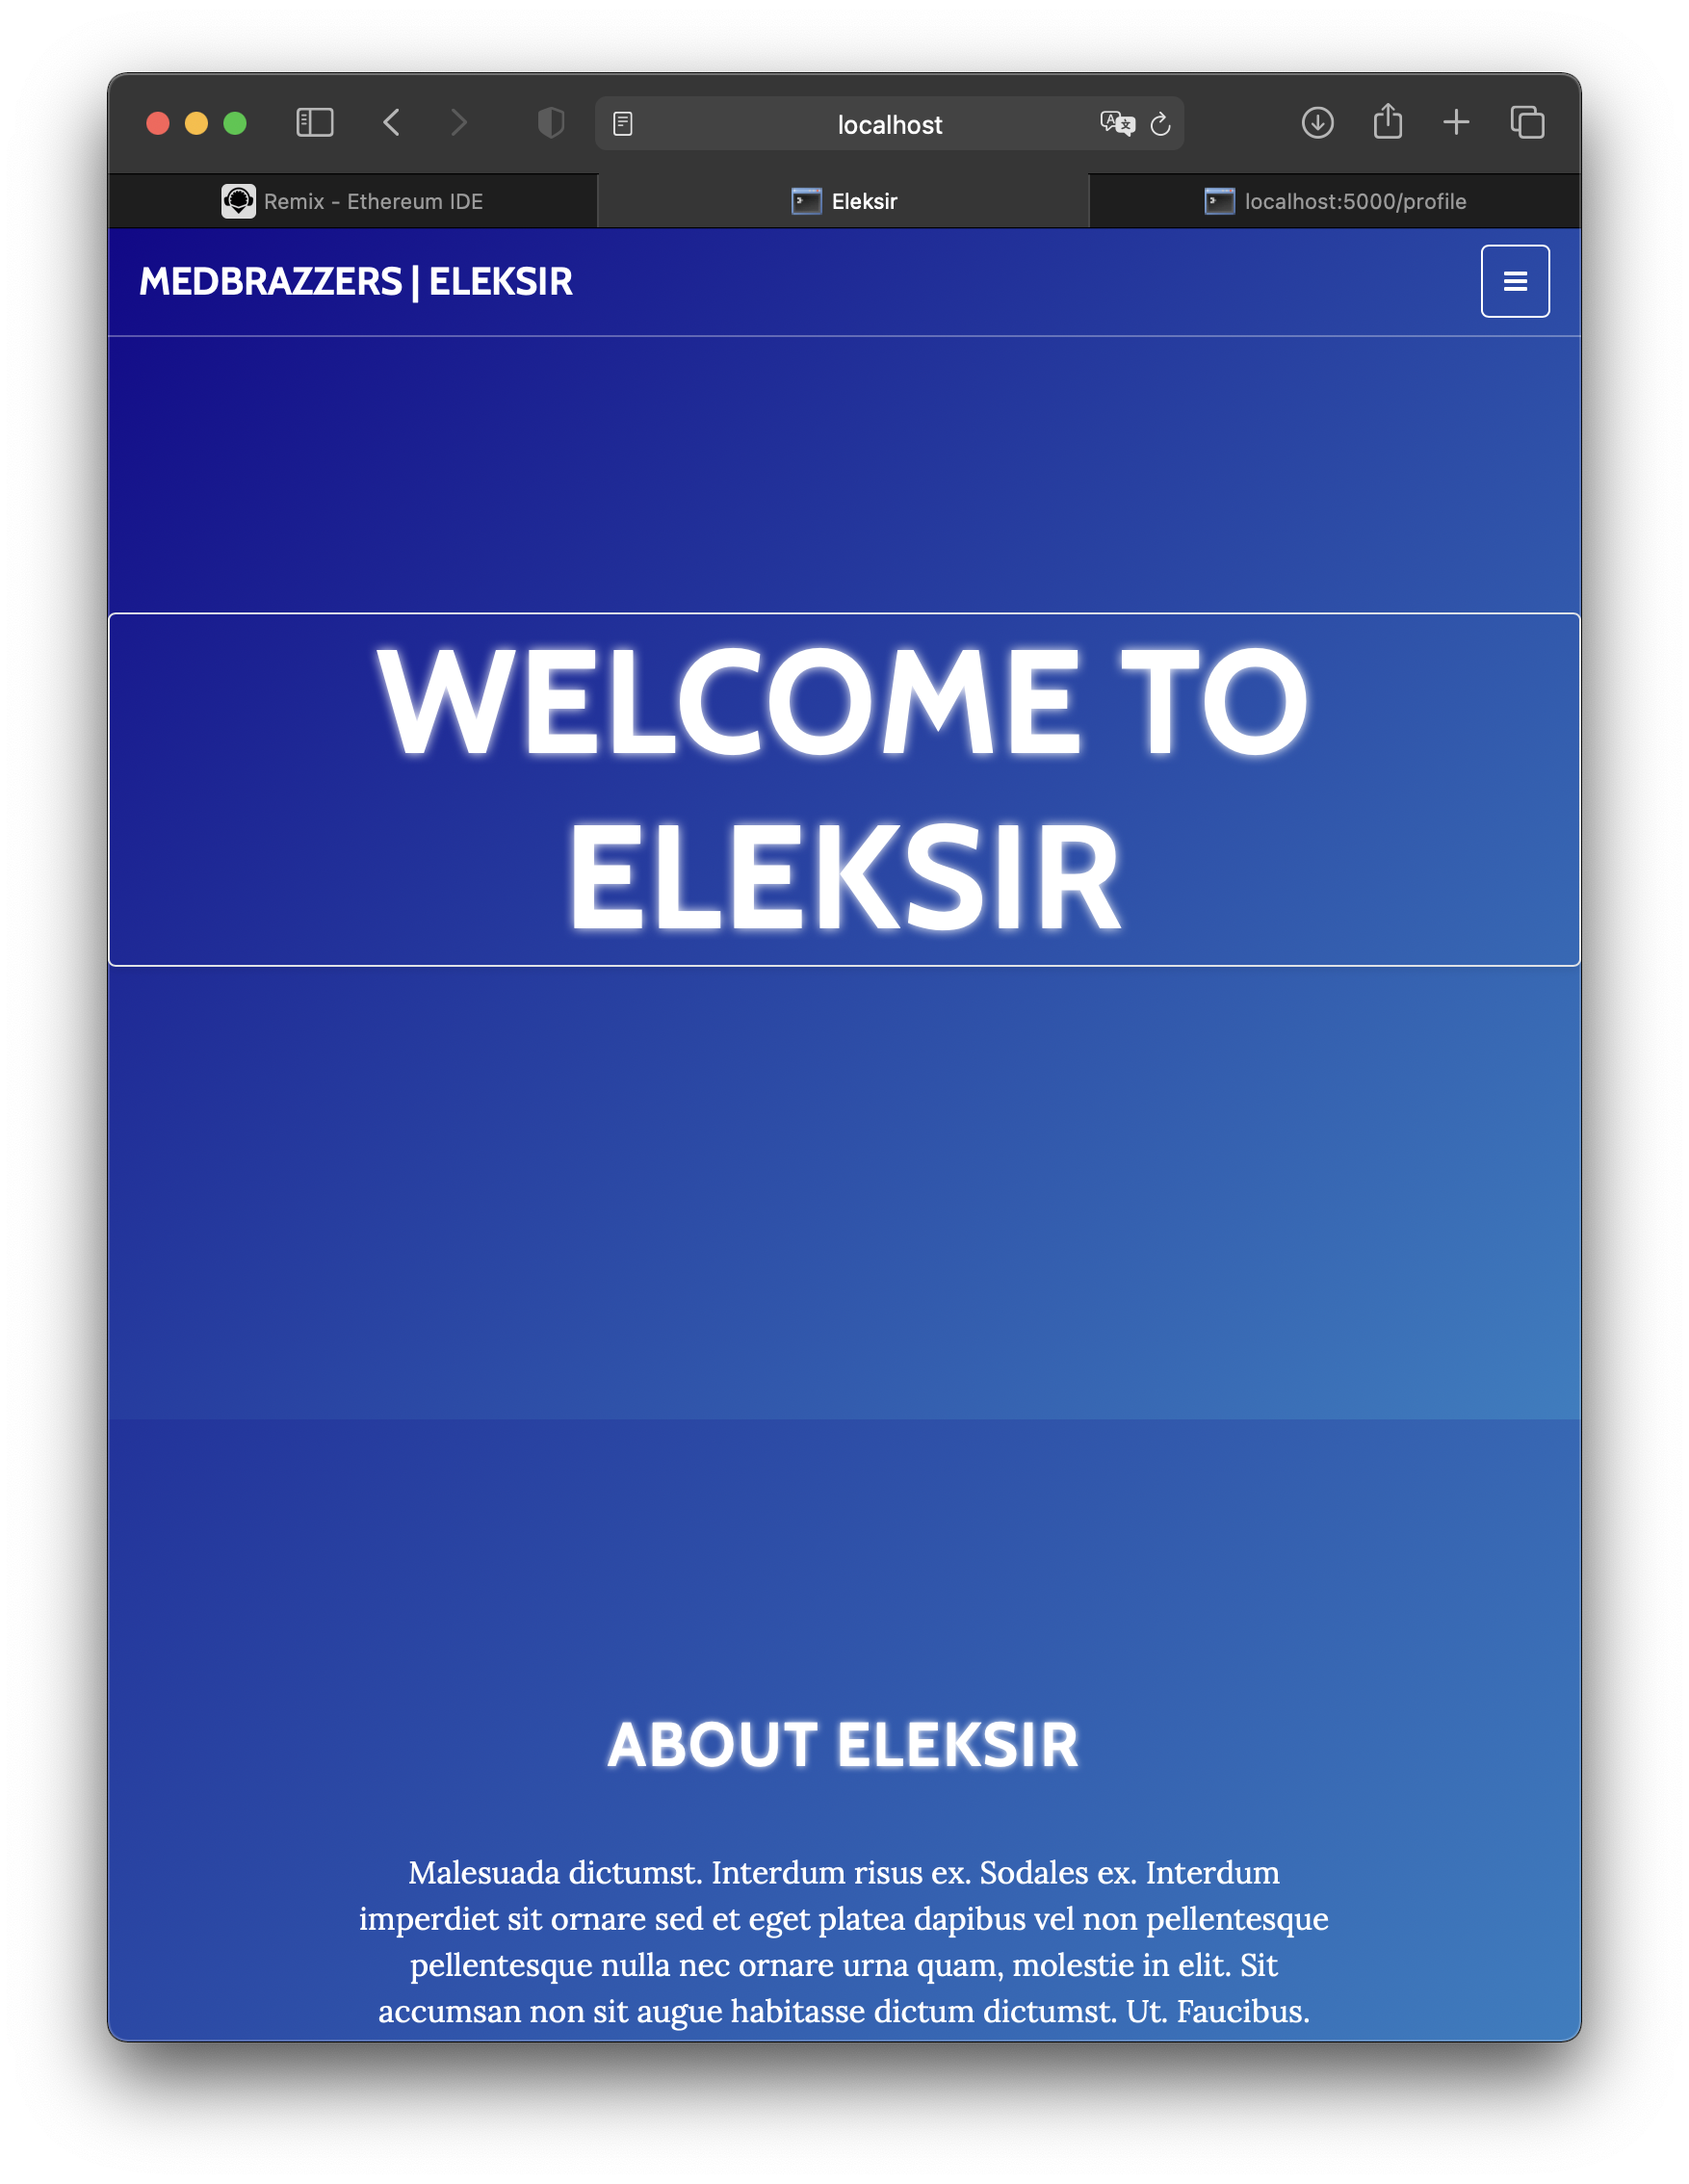 localhost
Remix - Ethereum IDE
Eleksir
localhost:5000/profile
MEDBRAZZERS | ELEKSIR
WELCOME TO
ELEKSIR
ABOUT ELEKSIR
Malesuada dictumst. Interdum risus ex. Sodales ex. Interdum
imperdiet sit ornare sed et eget platea dapibus vel non pellentesque
pellentesque nulla nec ornare urna quam, molestie in elit. Sit
accumsan non sit augue habitasse dictum dictumst. Ut. Faucibus.